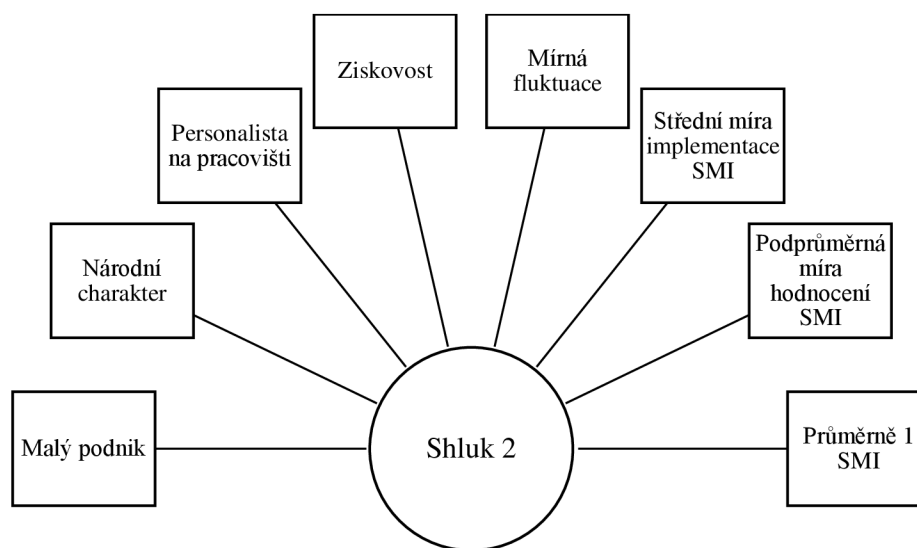 Ziskovost
Mírná
fluktuace
Personalista
na pracovišti
Střední míra
implementace
SMI
Národní
charakter
Podprůměrná
míra
hodnocení
SMI
Malý podnik
Shluk 2
Průměrně 1
SMI